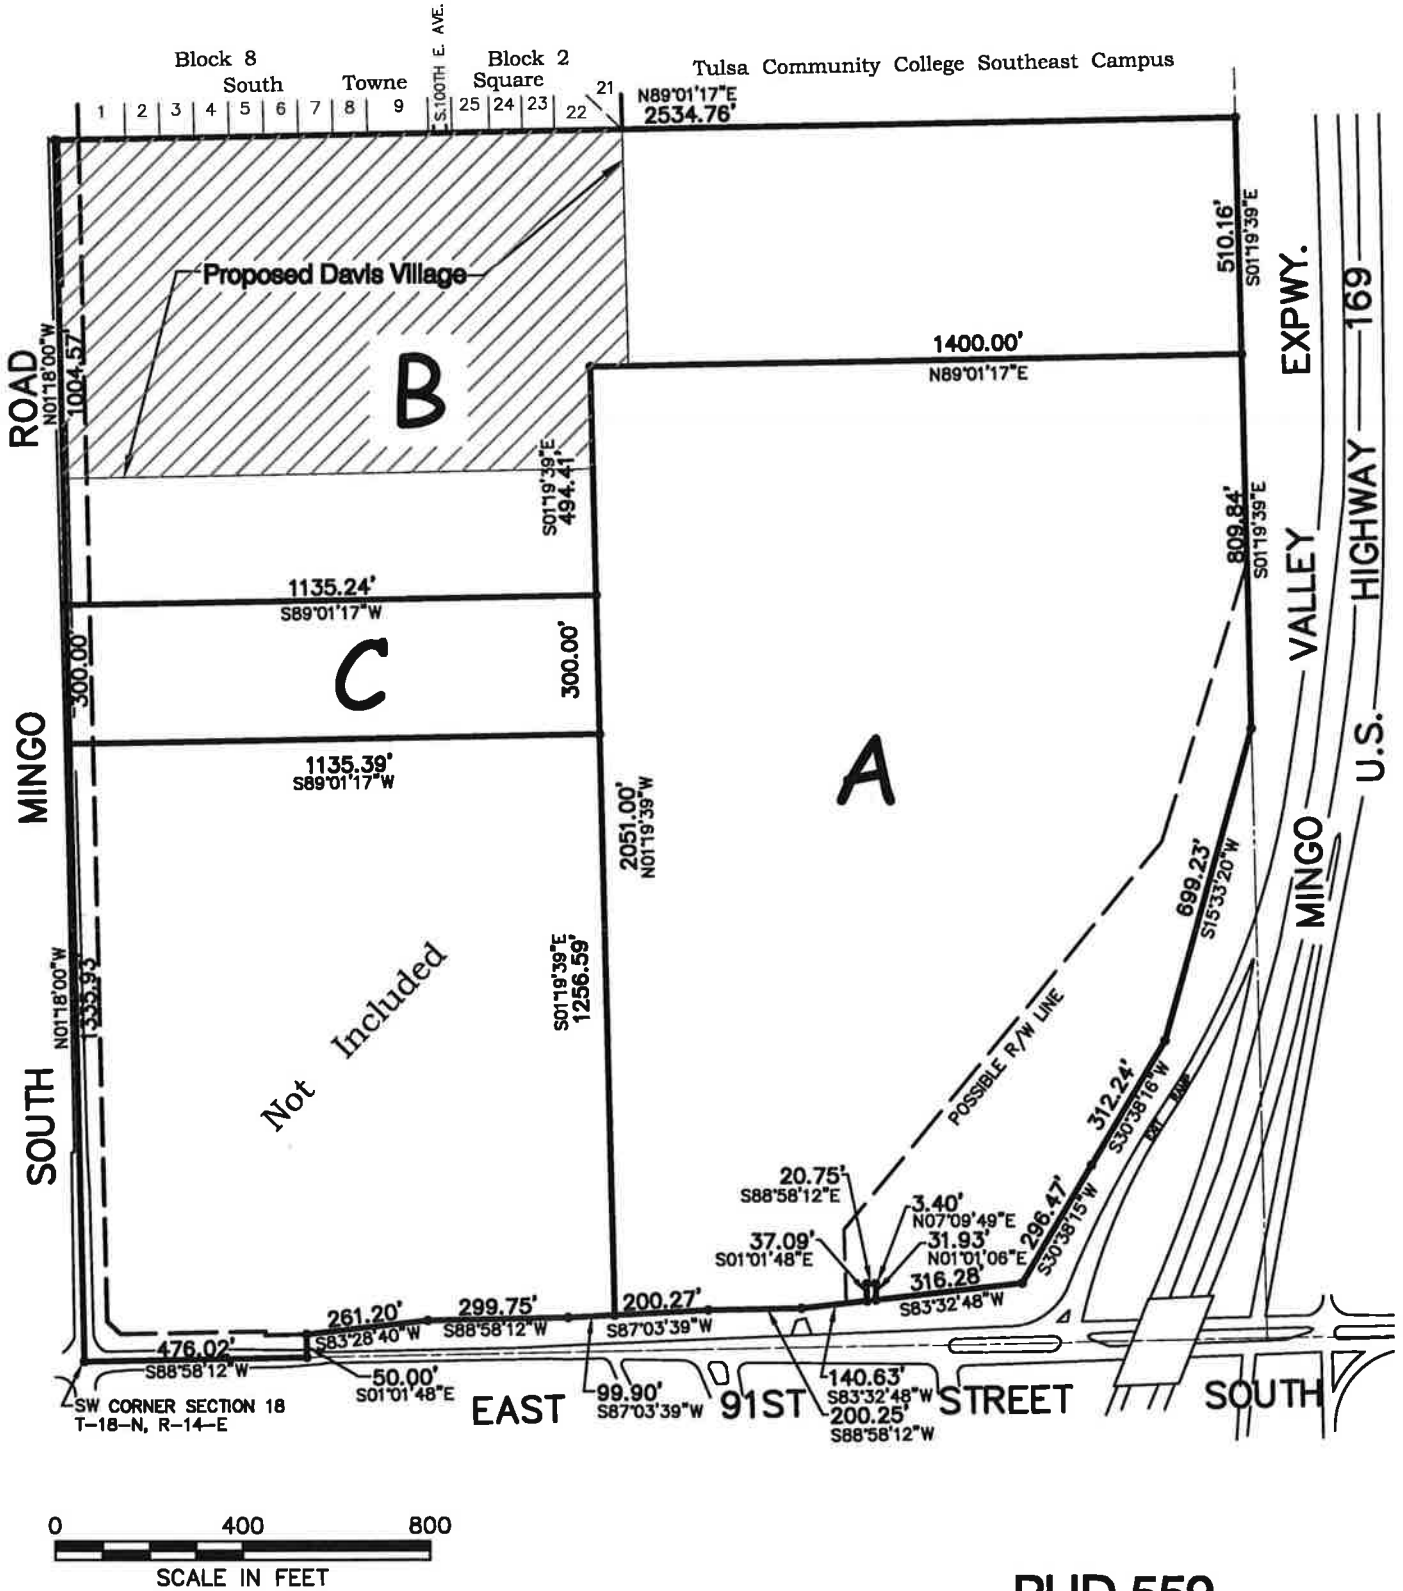 Block 8
S.100TH E. AVE.
Block 2
South Towne Square
Tulsa Community College Southeast Campus
1 2 3 4 5 6 7 8 9 25 24 23 22 21
N89°01'17"E
2534.76'
510.16'
S01°19'39"E
Proposed Davis Village
B
1400.00'
N89°01'17"E
N01°18'00"W
1004.57'
S01°19'39"E
494.41'
809.84'
S01°19'39"E
1135.24'
S89°01'17"W
300.00'
C
300.00'
1135.39'
S89°01'17"W
A
2051.00'
N01°19'39"W
699.23'
S15°33'20"W
N01°18'00"W
1335.93'
Not Included
S01°19'39"E
1256.59'
POSSIBLE R/W LINE
312.24'
S30°38'16"W
EXIT RAMP
296.47'
S30°38'15"W
20.75'
S88°58'12"E
3.40'
N07°09'49"E
37.09'
S01°01'48"E
31.93'
N01°01'06"E
316.28'
S83°32'48"W
261.20'
S83°28'40"W
299.75'
S88°58'12"W
200.27'
S87°03'39"W
476.02'
S88°58'12"W
50.00'
S01°01'48"E
99.90'
S87°03'39"W
140.63'
S83°32'48"W
200.25'
S88°58'12"W
SW CORNER SECTION 18
T-18-N, R-14-E
EAST 91ST STREET SOUTH
SOUTH MINGO ROAD
MINGO VALLEY EXPWY.
U.S. HIGHWAY 169
0 400 800
SCALE IN FEET
PUD 559